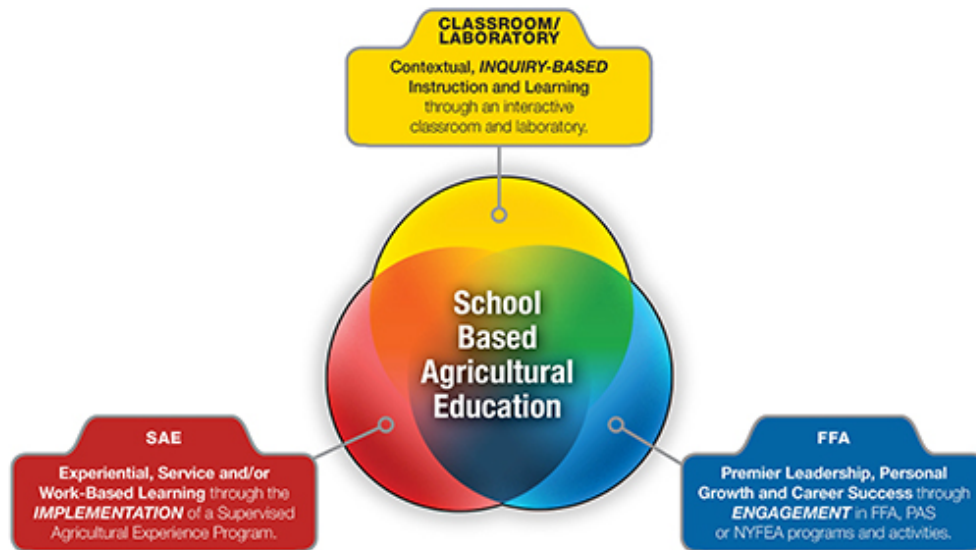 CLASSROOM/
LABORATORY
Contextual, INQUIRY-BASED
Instruction and Learning
through an interactive
classroom and laboratory.
School
Based
Agricultural
Education
SAE
Experiential, Service and/or
Work-Based Learning through the
IMPLEMENTATION of a Supervised
Agricultural Experience Program.
FFA
Premier Leadership, Personal
Growth and Career Success through
ENGAGEMENT in FFA, PAS
or NYFEA programs and activities.